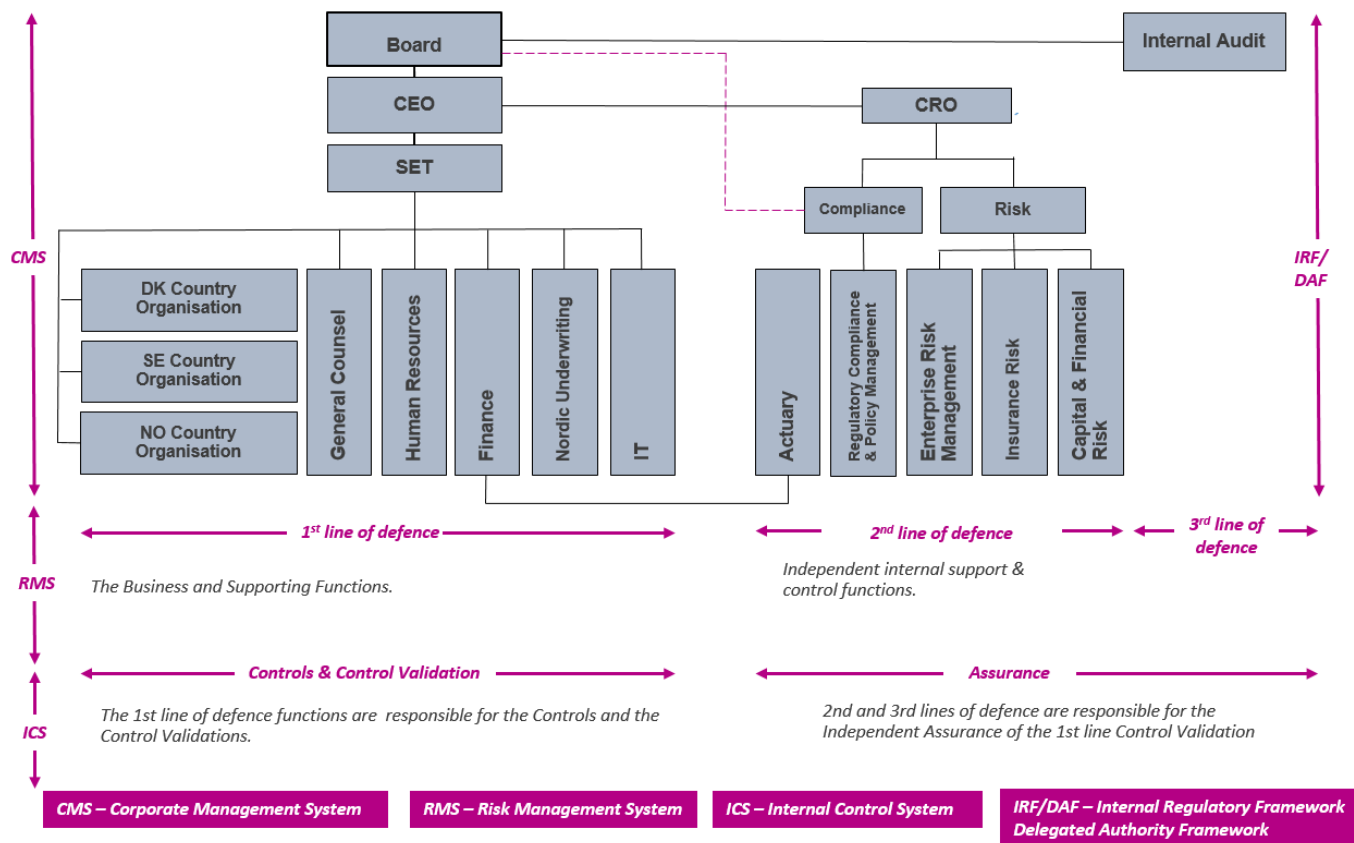 Board
Internal Audit
CEO
CRO
SET
Compliance
Risk
CMS
IRF/
DAF
DK Country
Organisation
SE Country
Organisation
NO Country
Organisation
General Counsel
Human Resources
Finance
Nordic Underwriting
IT
Actuary
Regulatory Compliance
& Policy Management
Enterprise Risk
Management
Insurance Risk
Capital & Financial
Risk
1st line of defence
2nd line of defence
3rd line of
defence
RMS
The Business and Supporting Functions.
Independent internal support &
control functions.
Controls & Control Validation
Assurance
ICS
The 1st line of defence functions are responsible for the Controls and the
Control Validations.
2nd and 3rd lines of defence are responsible for the
Independent Assurance of the 1st line Control Validation
CMS – Corporate Management System
RMS – Risk Management System
ICS – Internal Control System
IRF/DAF – Internal Regulatory Framework
Delegated Authority Framework